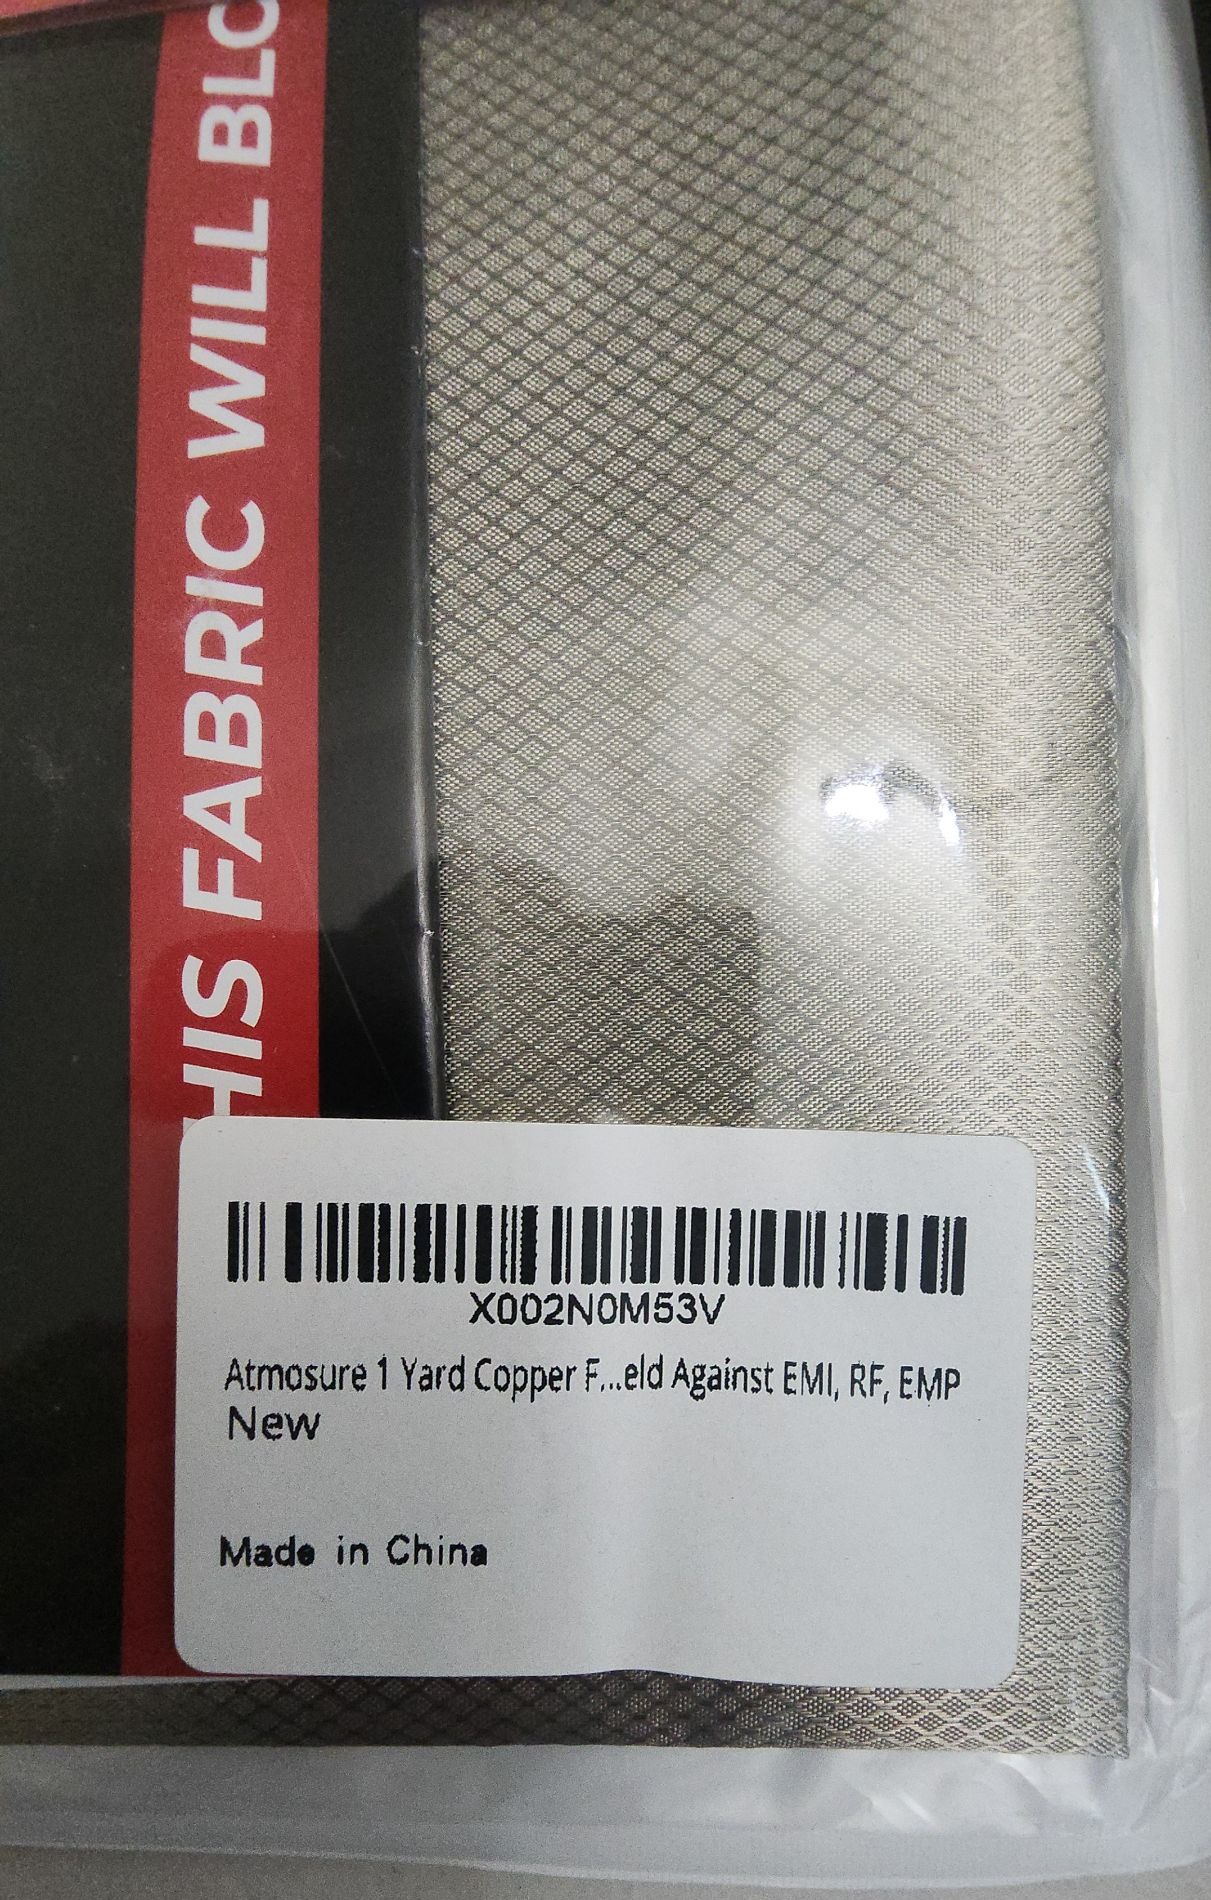 HIS FABRIC WILL BLO
X002N0M53V
Atmosure 1 Yard Copper F...eld Against EMI, RF, EMP
New
Made in China